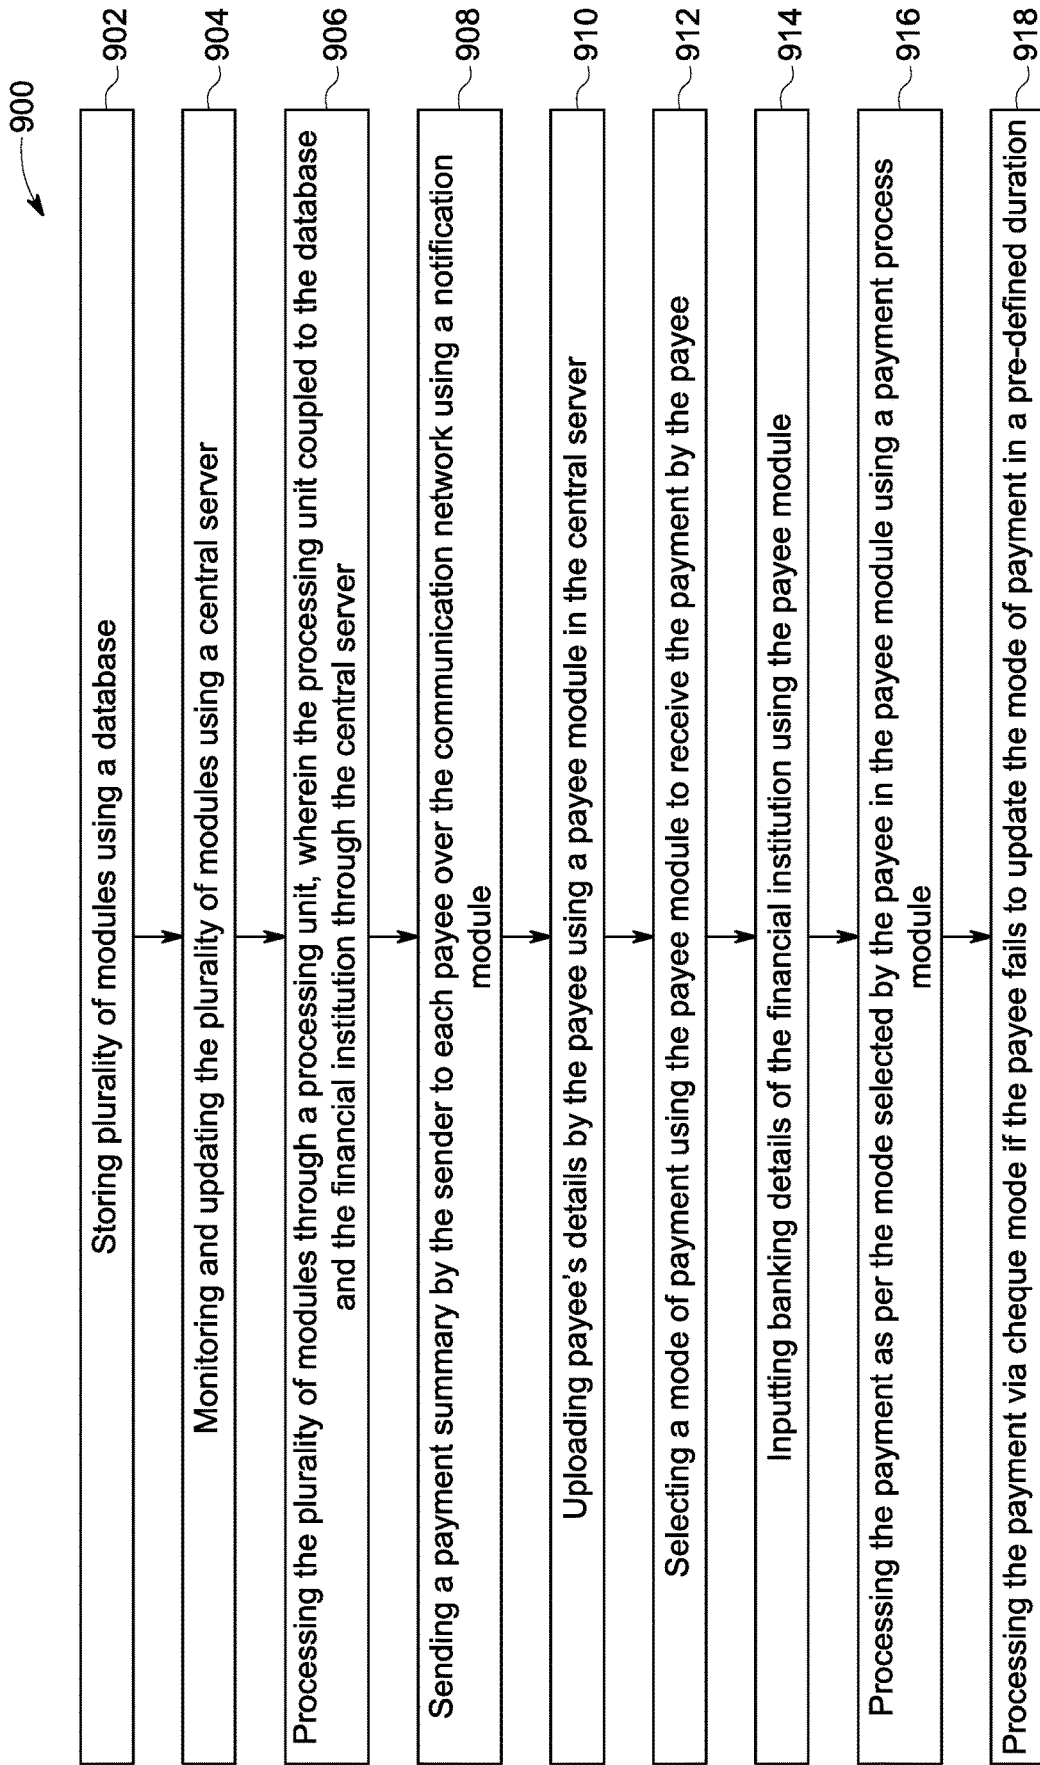 900
Storing plurality of modules using a database
902
Monitoring and updating the plurality of modules using a central server
904
Processing the plurality of modules through a processing unit, wherein the processing unit coupled to the database
and the financial institution through the central server
906
Sending a payment summary by the sender to each payee over the communication network using a notification
module
908
Uploading payee's details by the payee using a payee module in the central server
910
Selecting a mode of payment using the payee module to receive the payment by the payee
912
Inputting banking details of the financial institution using the payee module
914
Processing the payment as per the mode selected by the payee in the payee module using a payment process
module
916
Processing the payment via cheque mode if the payee fails to update the mode of payment in a pre-defined duration
918